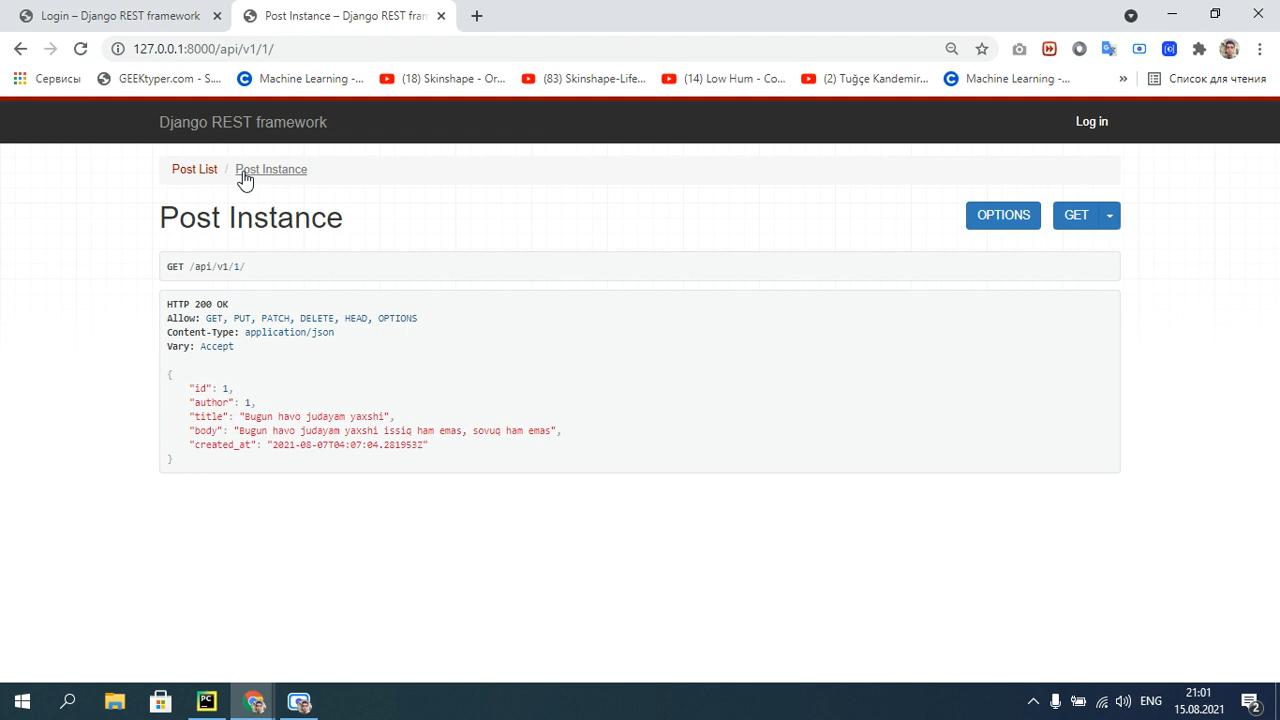 Login – Django REST framework
Post Instance – Django REST fram
127.0.0.1:8000/api/v1/1/
Сервисы
GEEKtyper.com - S...
Machine Learning -...
(18) Skinshape - Or...
(83) Skinshape-Life...
(14) Low Hum - Co...
(2) Tuğçe Kandemir...
Machine Learning -...
»
Список для чтения
Django REST framework
Log in
Post List / Post Instance
Post Instance
OPTIONS
GET
GET /api/v1/1/
HTTP 200 OK
Allow: GET, PUT, PATCH, DELETE, HEAD, OPTIONS
Content-Type: application/json
Vary: Accept
{
"id": 1,
"author": 1,
"title": "Bugun havo judayam yaxshi",
"body": "Bugun havo judayam yaxshi issiq ham emas, sovuq ham emas",
"created_at": "2021-08-07T04:07:04.281953Z"
}
ENG
21:01
15.08.2021
2